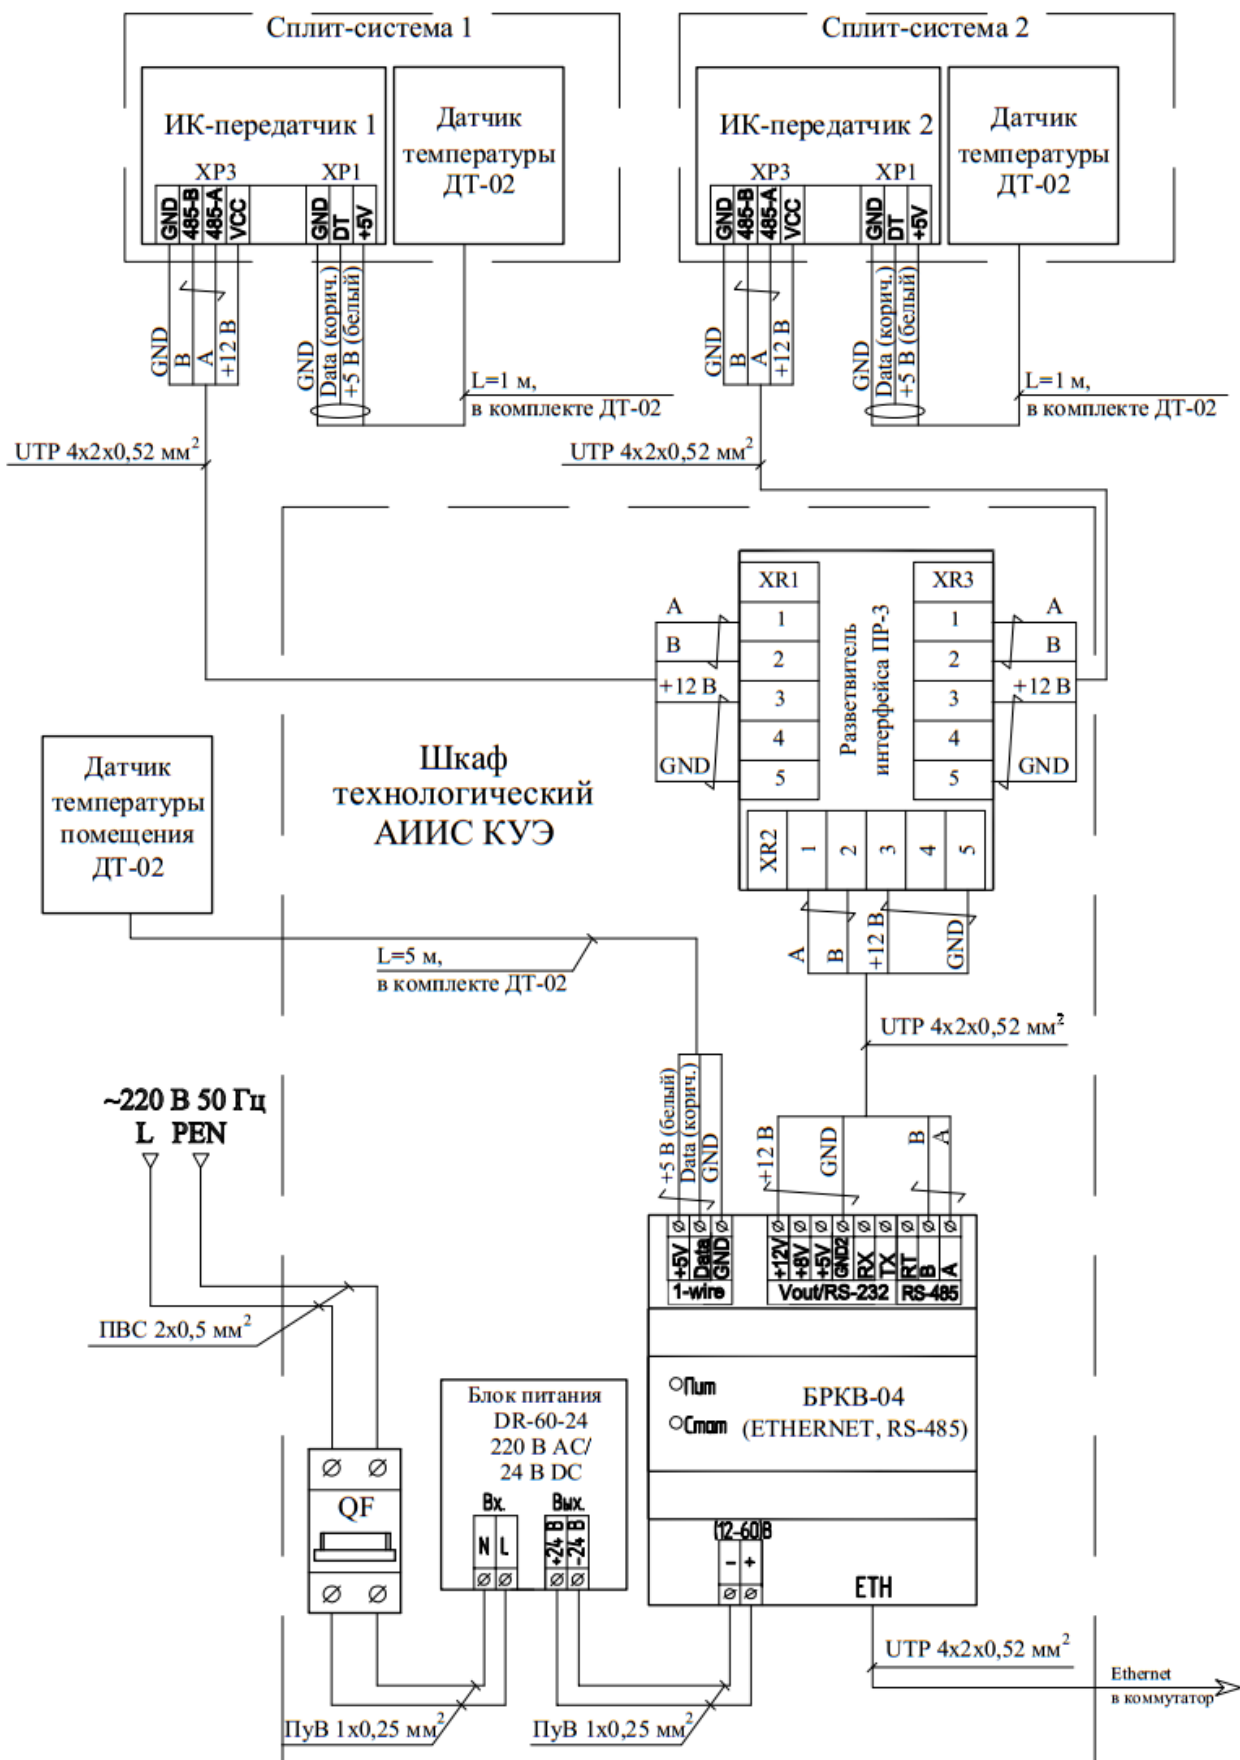 Сплит-система 1
Сплит-система 2
ИК-передатчик 1
Датчик
температуры
ДТ-02
XP3
XP1
GND
485-B
485-A
VCC
GND
DT
+5V
ИК-передатчик 2
Датчик
температуры
ДТ-02
XP3
XP1
GND
485-B
485-A
VCC
GND
DT
+5V
GND
B
A
+12 В
GND
Data (корич.)
+5 В (белый)
L=1 м,
в комплекте ДТ-02
GND
B
A
+12 В
GND
Data (корич.)
+5 В (белый)
L=1 м,
в комплекте ДТ-02
UTP 4x2x0,52 мм²
UTP 4x2x0,52 мм²
A
B
+12 В
GND
XR1
1
2
3
4
5
Разветвитель
интерфейса ПР-3
XR3
1
2
3
4
5
A
B
+12 В
GND
XR2
1
2
3
4
5
Шкаф
технологический
АИИС КУЭ
Датчик
температуры
помещения
ДТ-02
L=5 м,
в комплекте ДТ-02
A
B
+12 В
GND
UTP 4x2x0,52 мм²
~220 В 50 Гц
L PEN
+5 В (белый)
Data (корич.)
GND
+12 В
GND
B
A
+5V
Data
GND
1-wire
+12V
+8V
+5V
GND2
RX
TX
RT
B
A
Vout/RS-232
RS-485
ПВС 2x0,5 мм²
Пит
Стат
БРКВ-04
(ETHERNET, RS-485)
Блок питания
DR-60-24
220 В AC/
24 В DC
Вх.
Вых.
N
L
+24 В
-24 В
QF
(12-60)В
-
+
ETH
UTP 4x2x0,52 мм²
Ethernet
в коммутатор
ПуВ 1x0,25 мм²
ПуВ 1x0,25 мм²